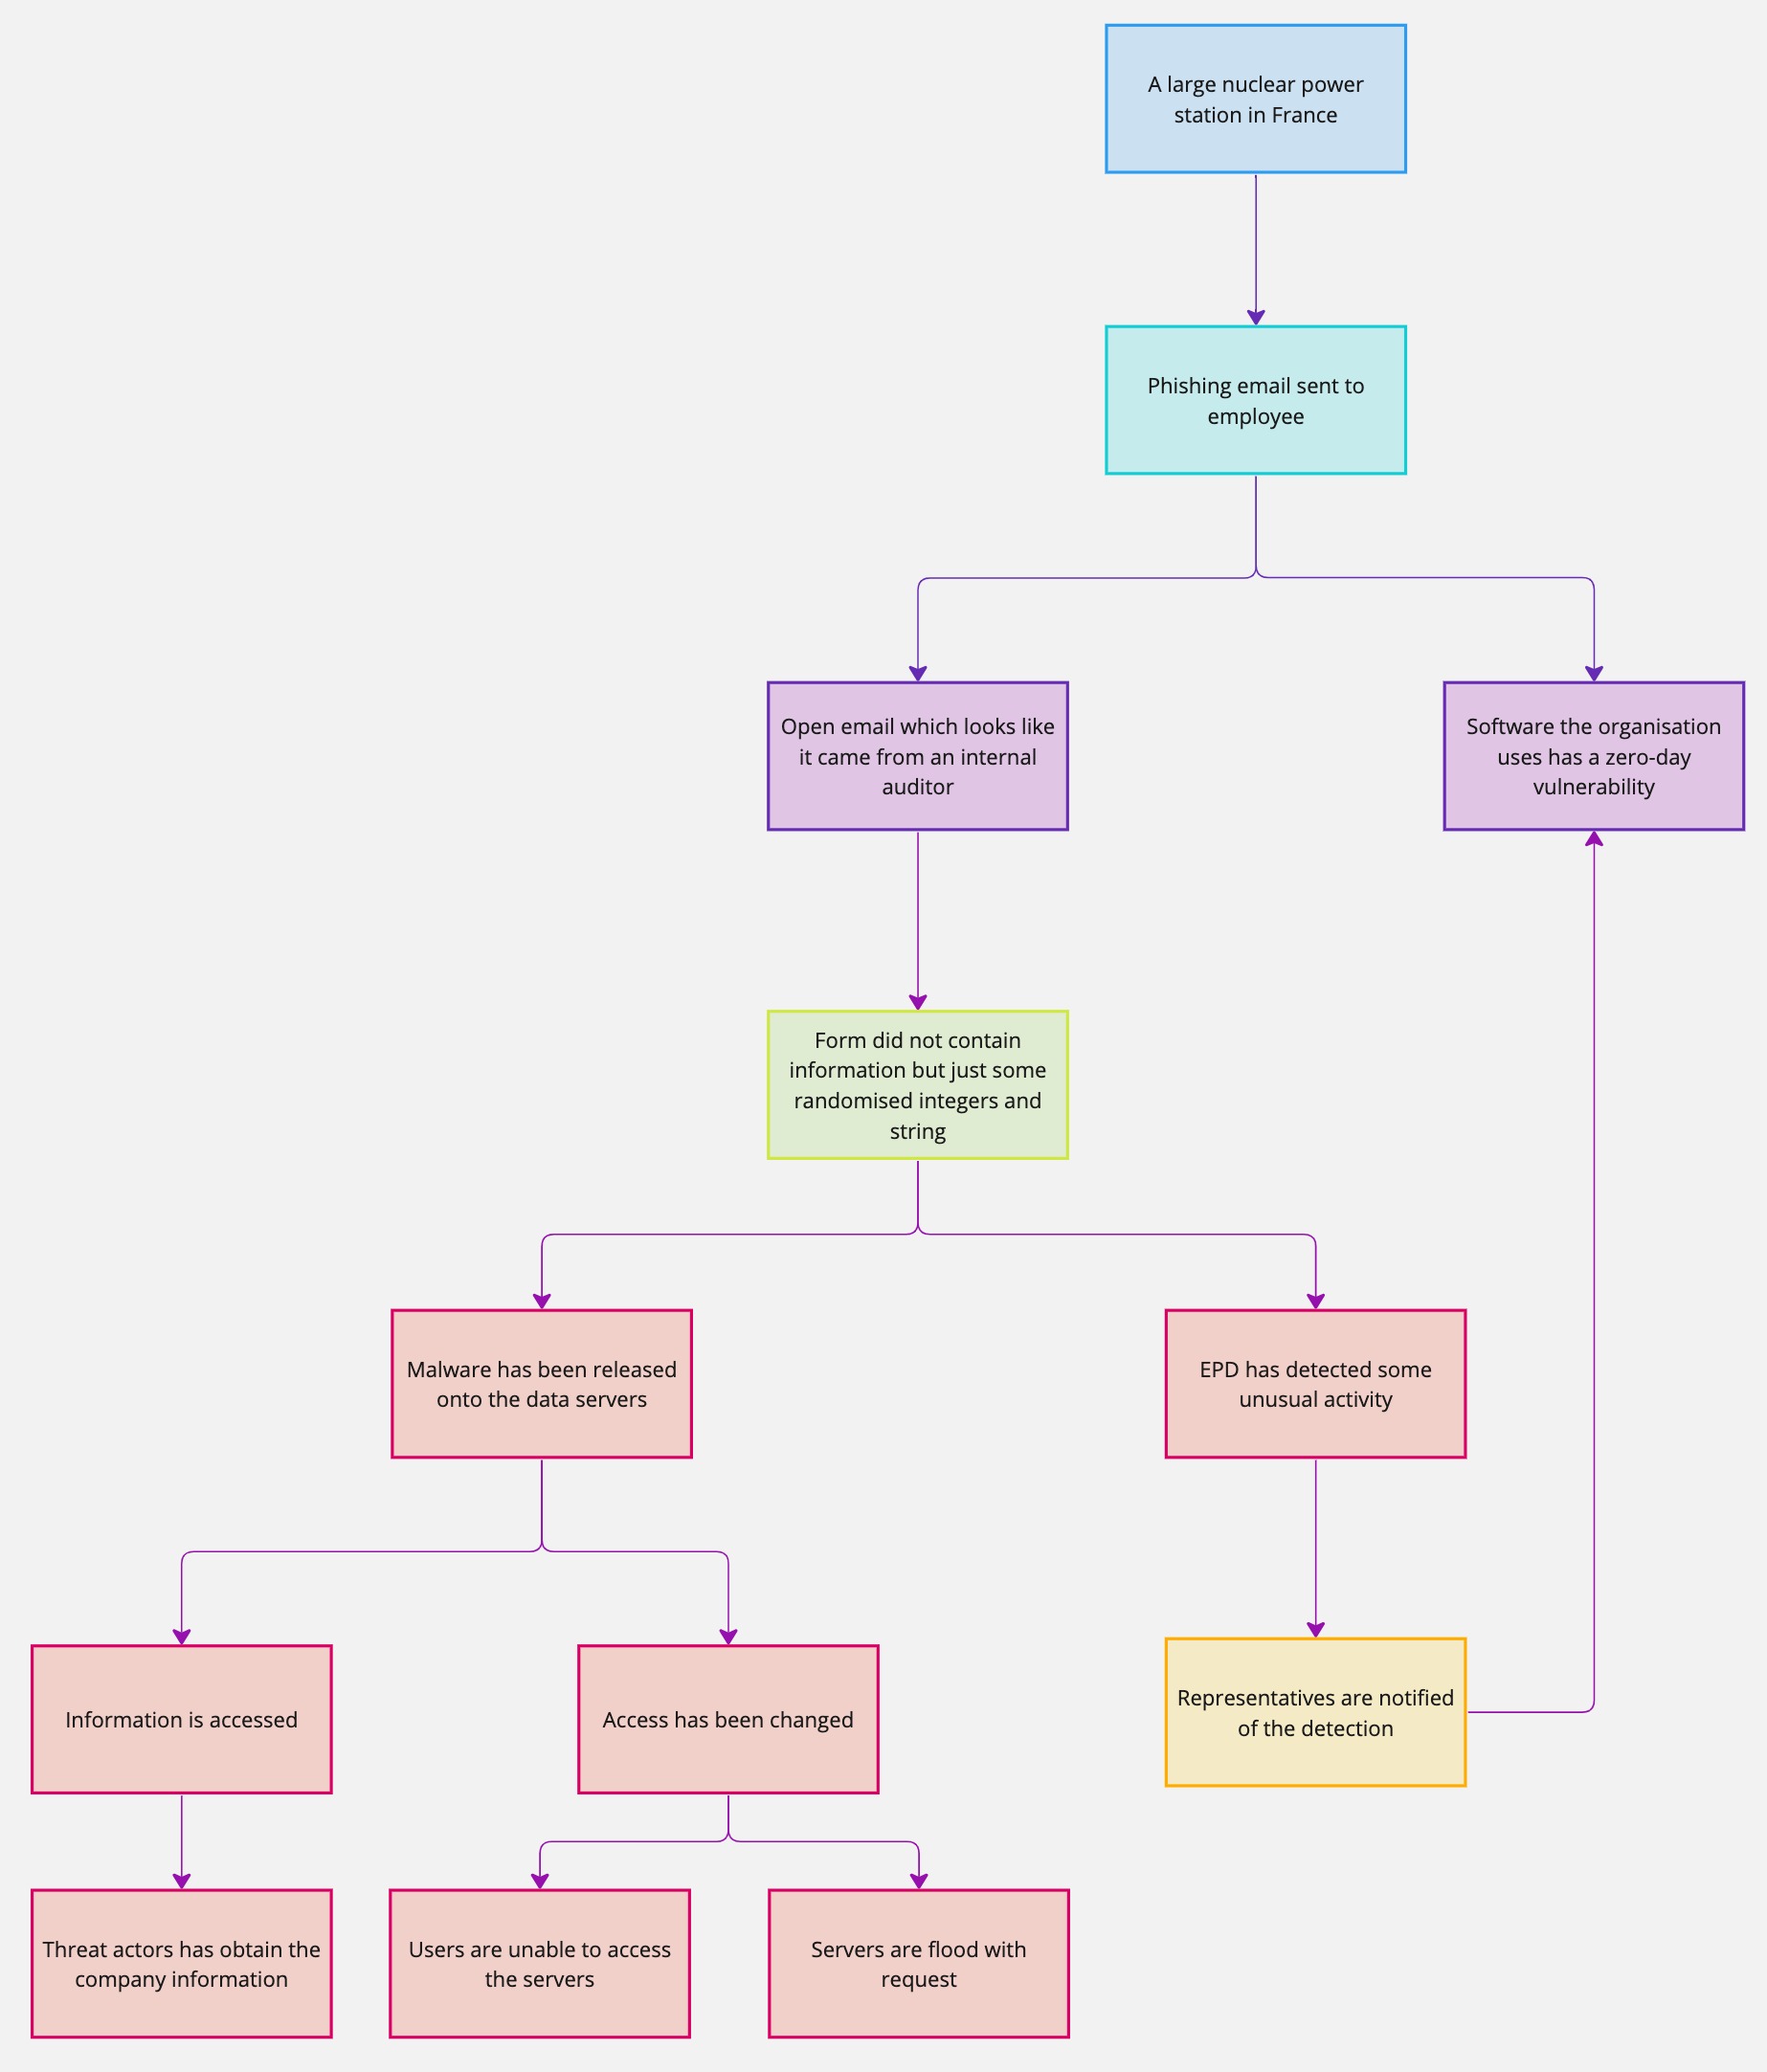 A large nuclear power
station in France
Phishing email sent to
employee
Open email which looks like
it came from an internal
auditor
Software the organisation
uses has a zero-day
vulnerability
Form did not contain
information but just some
randomised integers and
string
Malware has been released
onto the data servers
EPD has detected some
unusual activity
Information is accessed
Access has been changed
Representatives are notified
of the detection
Threat actors has obtain the
company information
Users are unable to access
the servers
Servers are flood with
request